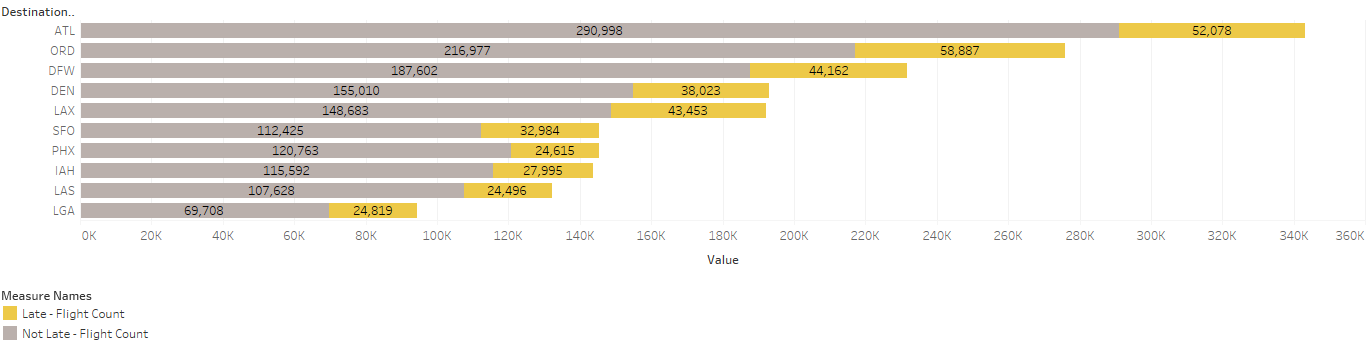 Destination..
ATL 290,998 52,078
ORD 216,977 58,887
DFW 187,602 44,162
DEN 155,010 38,023
LAX 148,683 43,453
SFO 112,425 32,984
PHX 120,763 24,615
IAH 115,592 27,995
LAS 107,628 24,496
LGA 69,708 24,819
0K 20K 40K 60K 80K 100K 120K 140K 160K 180K 200K 220K 240K 260K 280K 300K 320K 340K 360K
Value
Measure Names
Late - Flight Count
Not Late - Flight Count